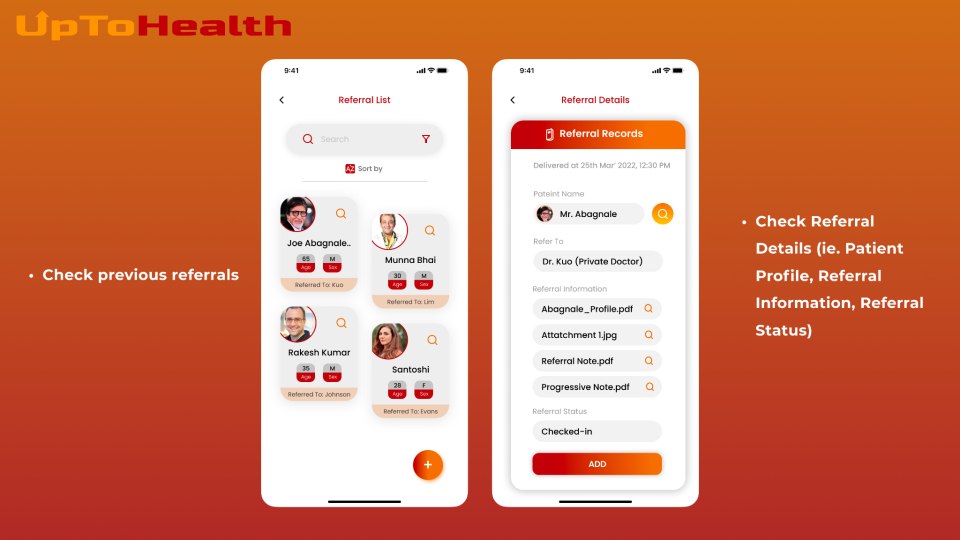 UpToHealth
• Check previous referrals
9:41
Referral List
Search
AZ Sort by
Joe Abagnale..
65 M
Age Sex
Referred To: Kuo
Munna Bhai
30 M
Age Sex
Referred To: Lim
Rakesh Kumar
35 M
Age Sex
Referred To: Johnson
Santoshi
28 F
Age Sex
Referred To: Evans
+
9:41
Referral Details
Referral Records
Delivered at 25th Mar' 2022, 12:30 PM
Pateint Name
Mr. Abagnale
Refer To
Dr. Kuo (Private Doctor)
Referral Information
Abagnale_Profile.pdf
Attatchment 1.jpg
Referral Note.pdf
Progressive Note.pdf
Referral Status
Checked-in
ADD
• Check Referral
Details (ie. Patient
Profile, Referral
Information, Referral
Status)